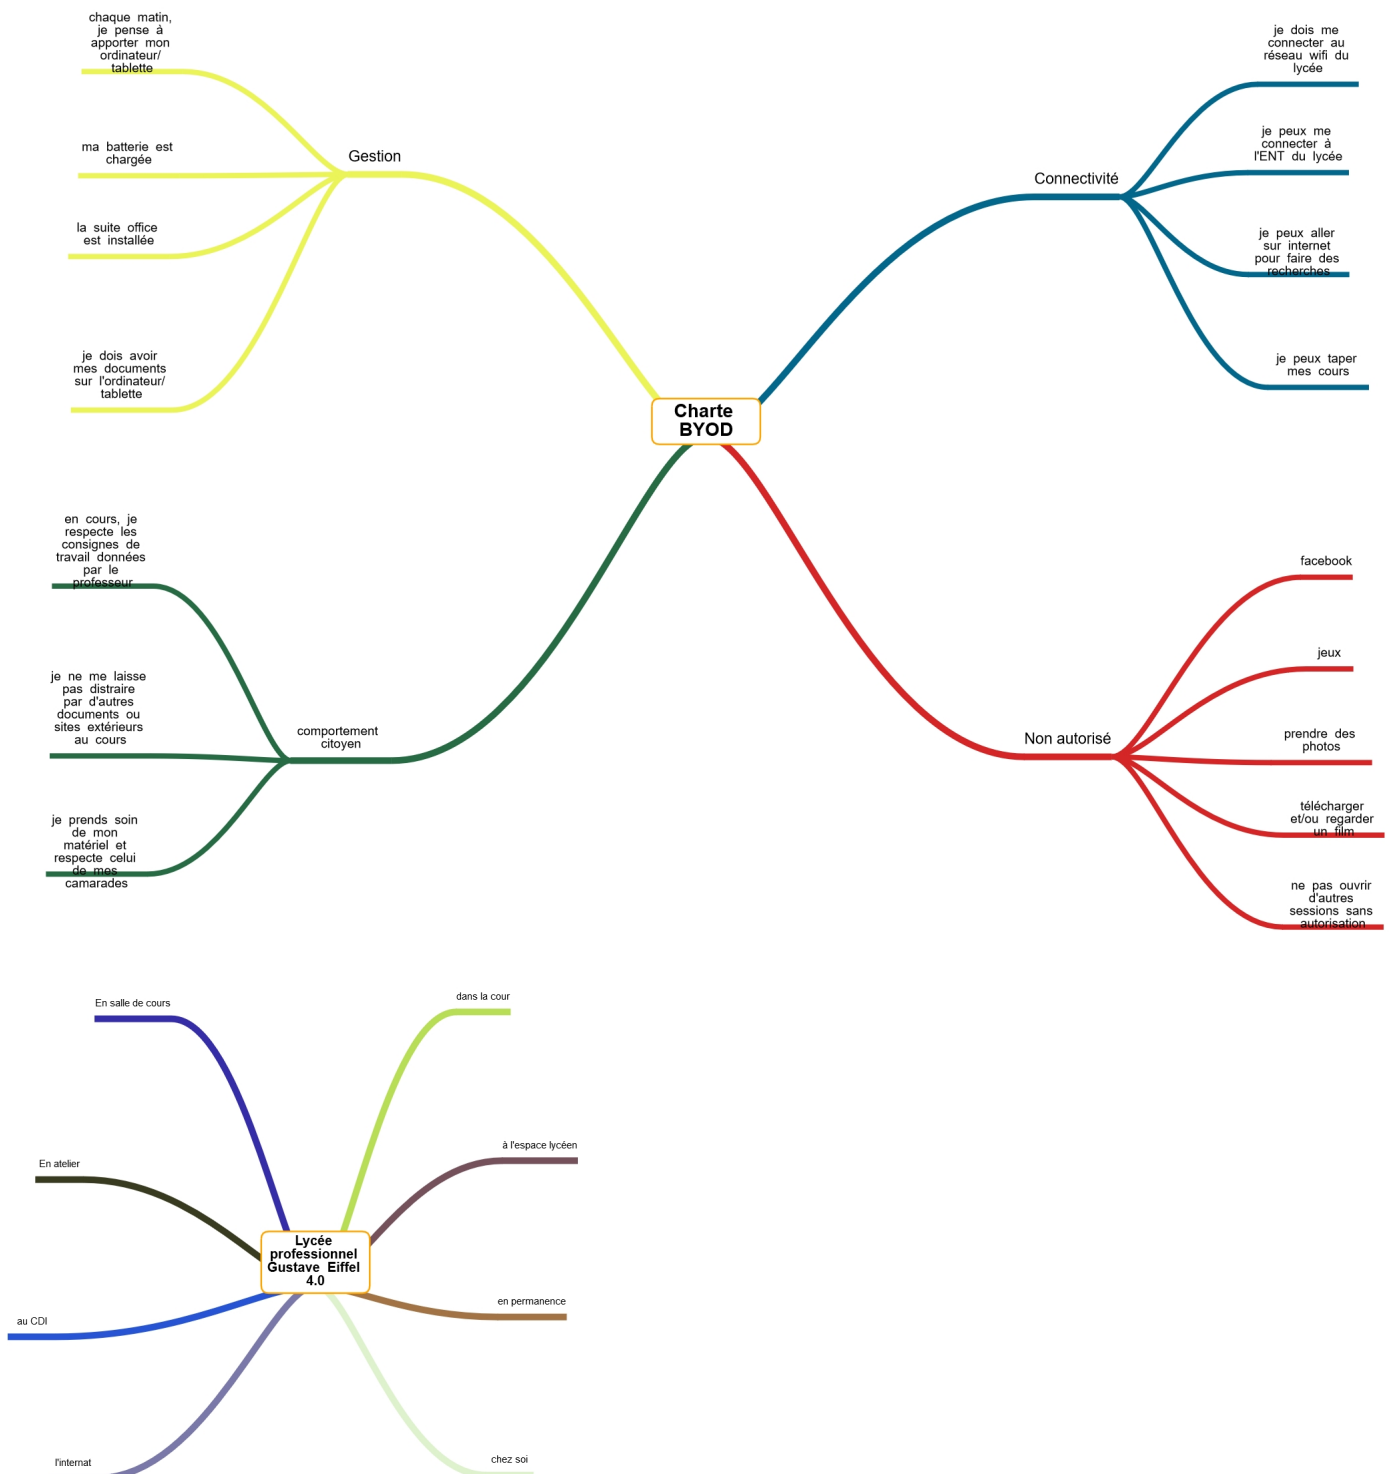 chaque matin,
je pense à
apporter mon
ordinateur/
tablette
ma batterie est
chargée
Gestion
la suite office
est installée
je dois avoir
mes documents
sur l'ordinateur/
tablette
je dois me
connecter au
réseau wifi du
lycée
je peux me
connecter à
l'ENT du lycée
Connectivité
je peux aller
sur internet
pour faire des
recherches
je peux taper
mes cours
Charte
BYOD
en cours, je
respecte les
consignes de
travail données
par le
professeur
je ne me laisse
pas distraire
par d'autres
documents ou
sites extérieurs
au cours
comportement
citoyen
je prends soin
de mon
matériel et
respecte celui
de mes
camarades
facebook
jeux
Non autorisé
prendre des
photos
télécharger
et/ou regarder
un film
ne pas ouvrir
d'autres
sessions sans
autorisation
En salle de cours
dans la cour
à l'espace lycéen
En atelier
Lycée
professionnel
Gustave Eiffel
4.0
en permanence
au CDI
l'internat
chez soi